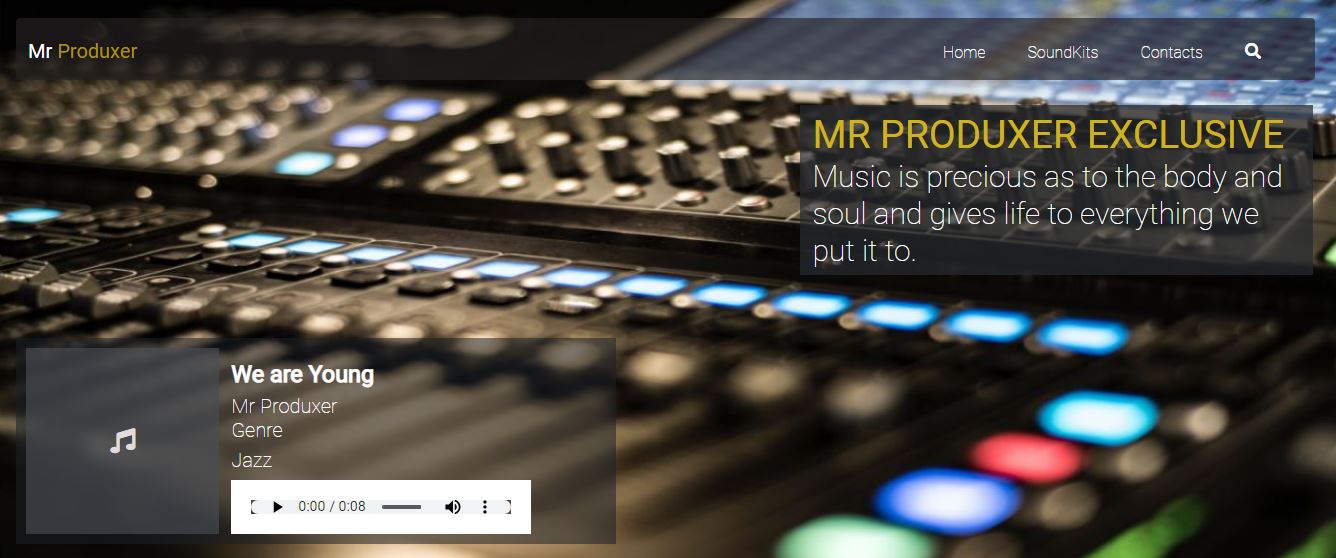 Mr Produxer
Home SoundKits Contacts
MR PRODUXER EXCLUSIVE
Music is precious as to the body and
soul and gives life to everything we
put it to.
We are Young
Mr Produxer
Genre
Jazz
0:00 / 0:08